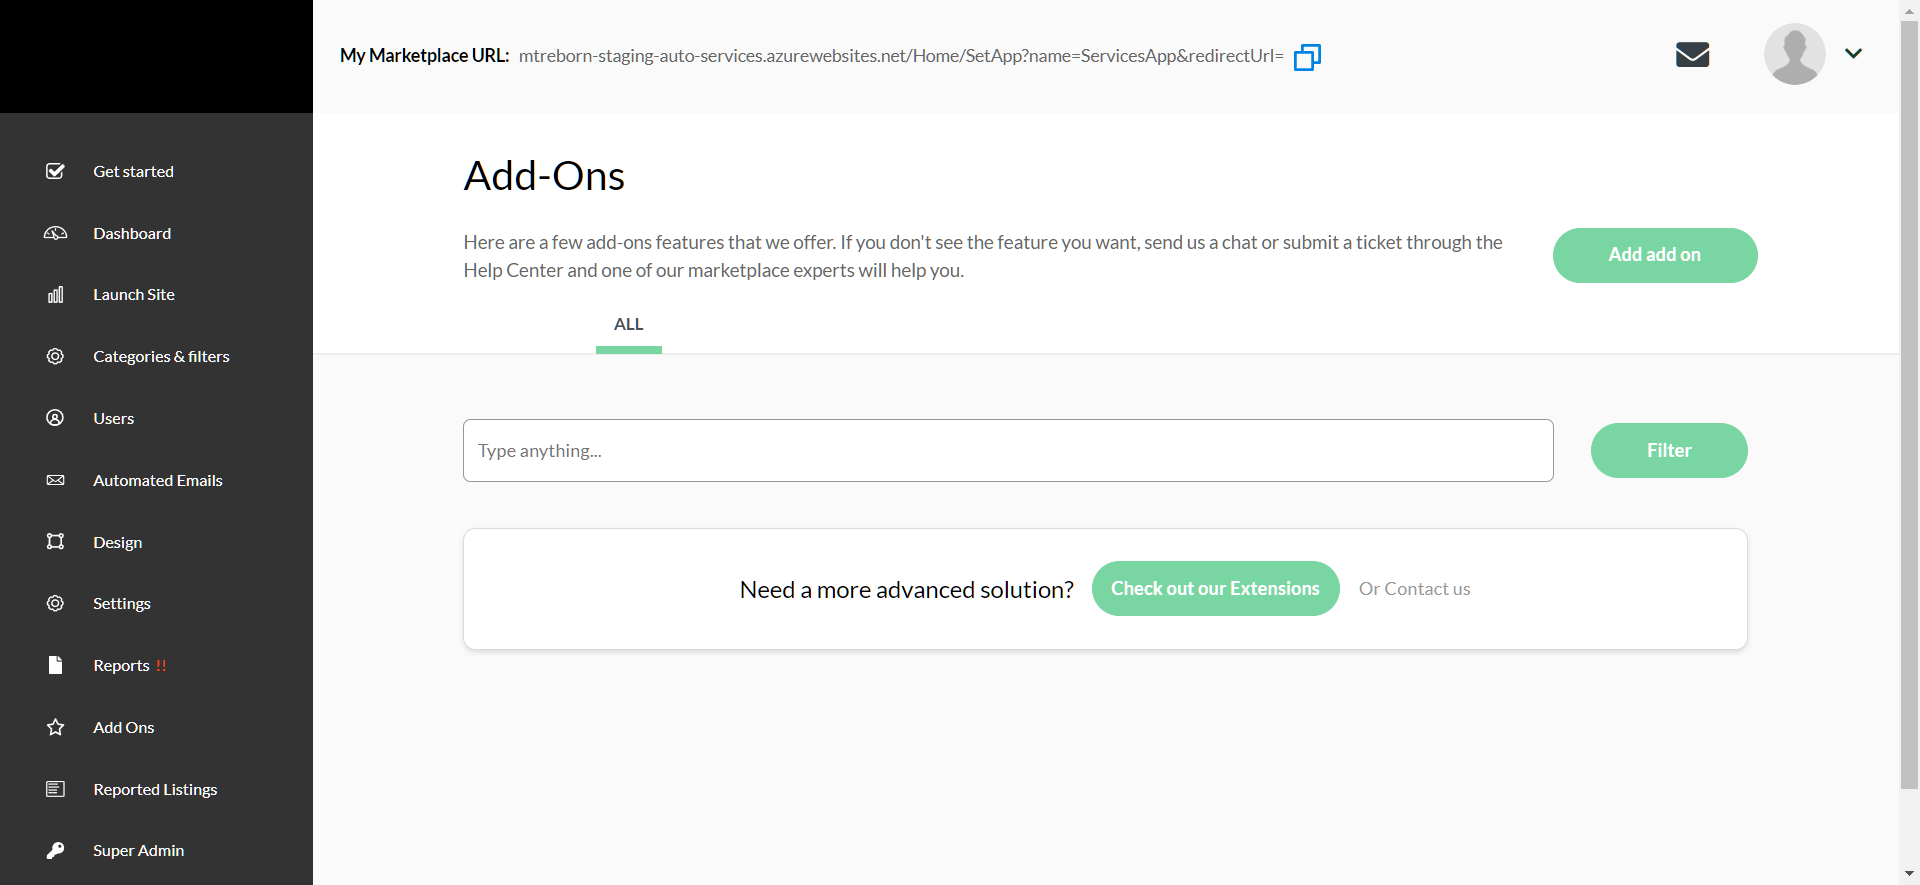 My Marketplace URL: mtreborn-staging-auto-services.azurewebsites.net/Home/SetApp?name=ServicesApp&redirectUrl=
Get started
Dashboard
Launch Site
Categories & filters
Users
Automated Emails
Design
Settings
Reports !!
Add Ons
Reported Listings
Super Admin
Add-Ons
Here are a few add-ons features that we offer. If you don't see the feature you want, send us a chat or submit a ticket through the
Help Center and one of our marketplace experts will help you.
Add add on
ALL
Type anything...
Filter
Need a more advanced solution? Check out our Extensions Or Contact us